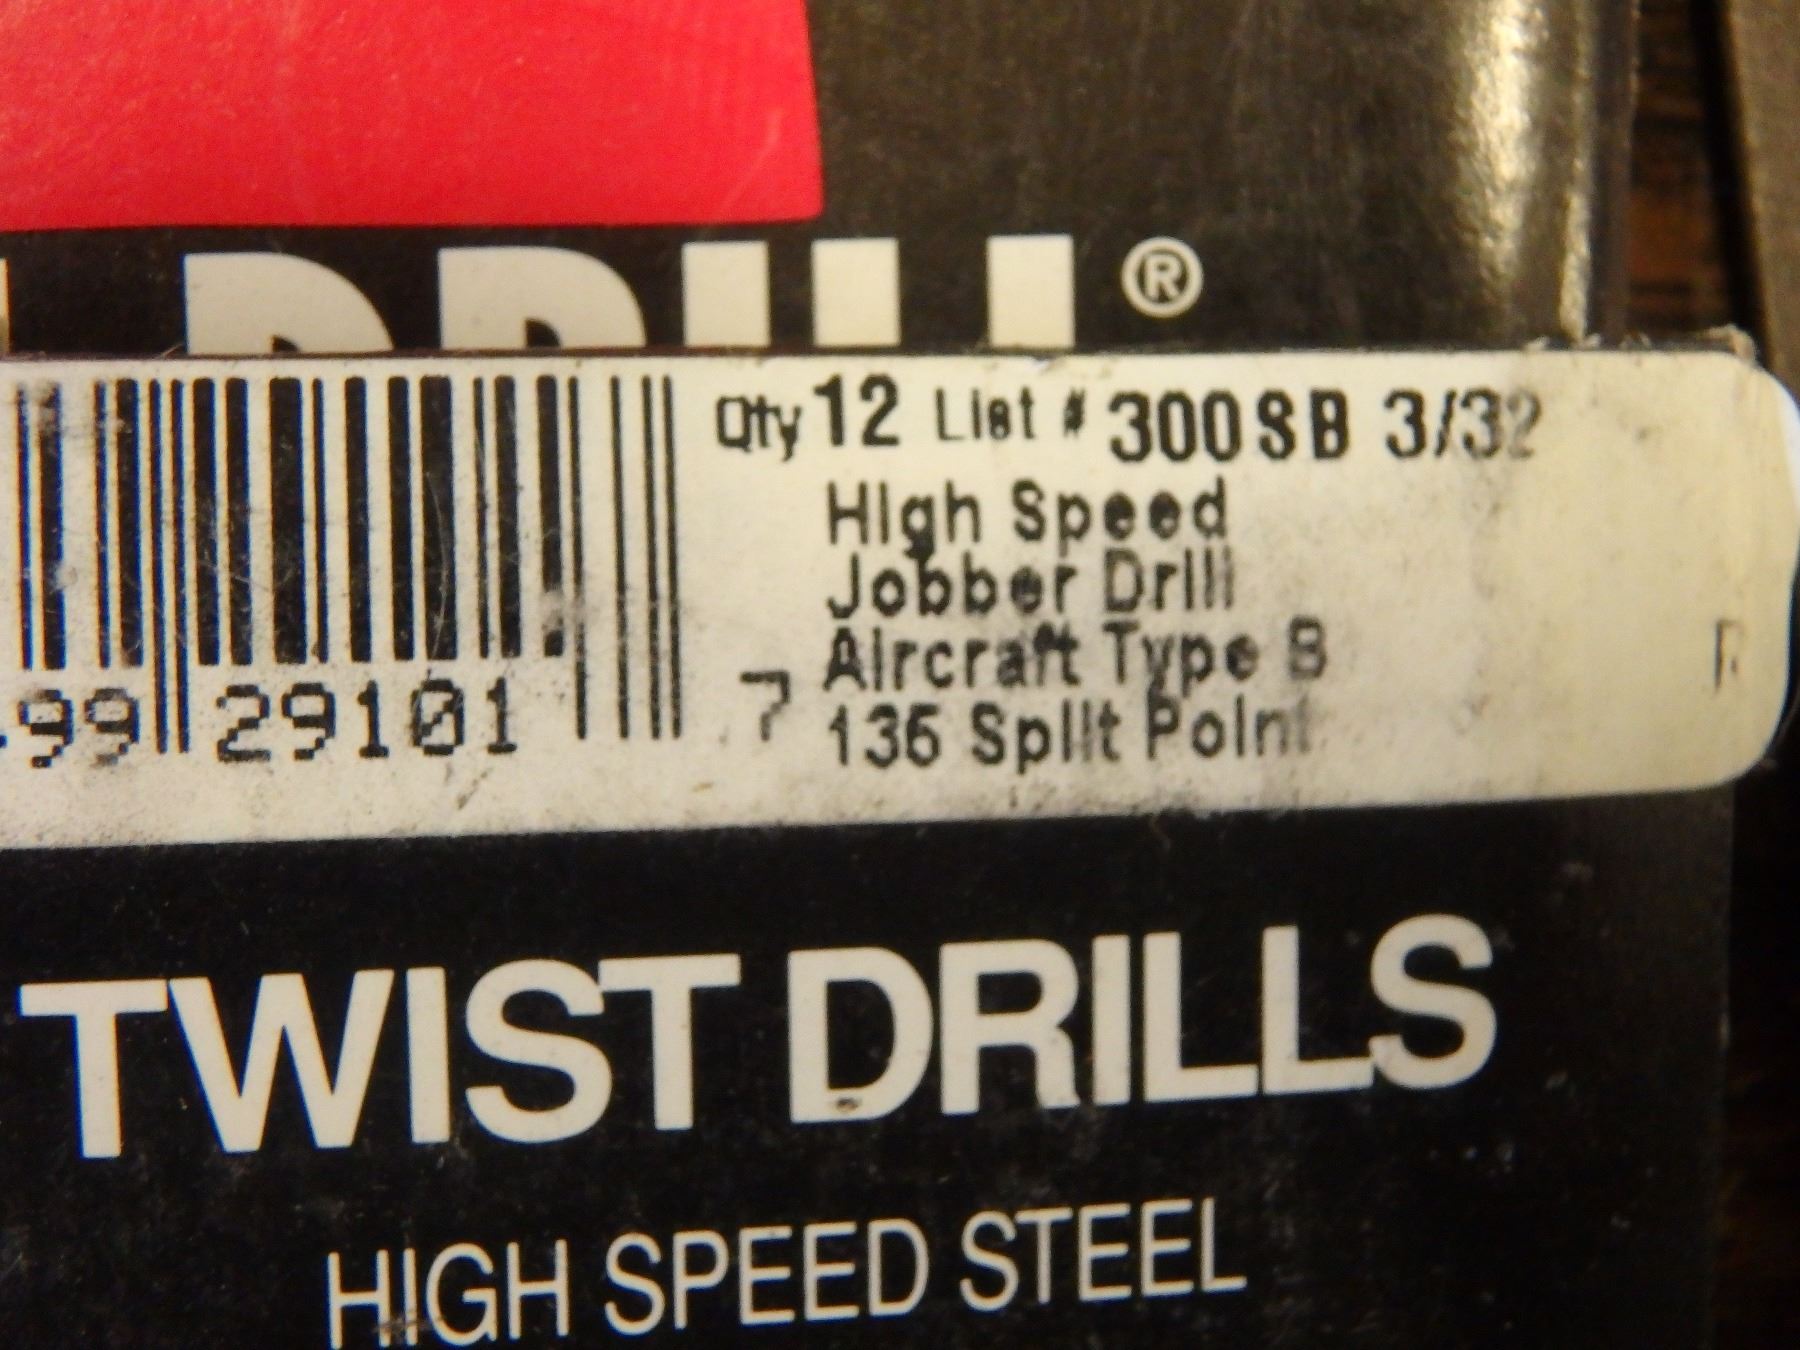 DRILL®
Qty 12 List # 300SB 3/32
High Speed
Jobber Drill
Aircraft Type B
135 Split Point
R
99 29101 7
TWIST DRILLS
HIGH SPEED STEEL